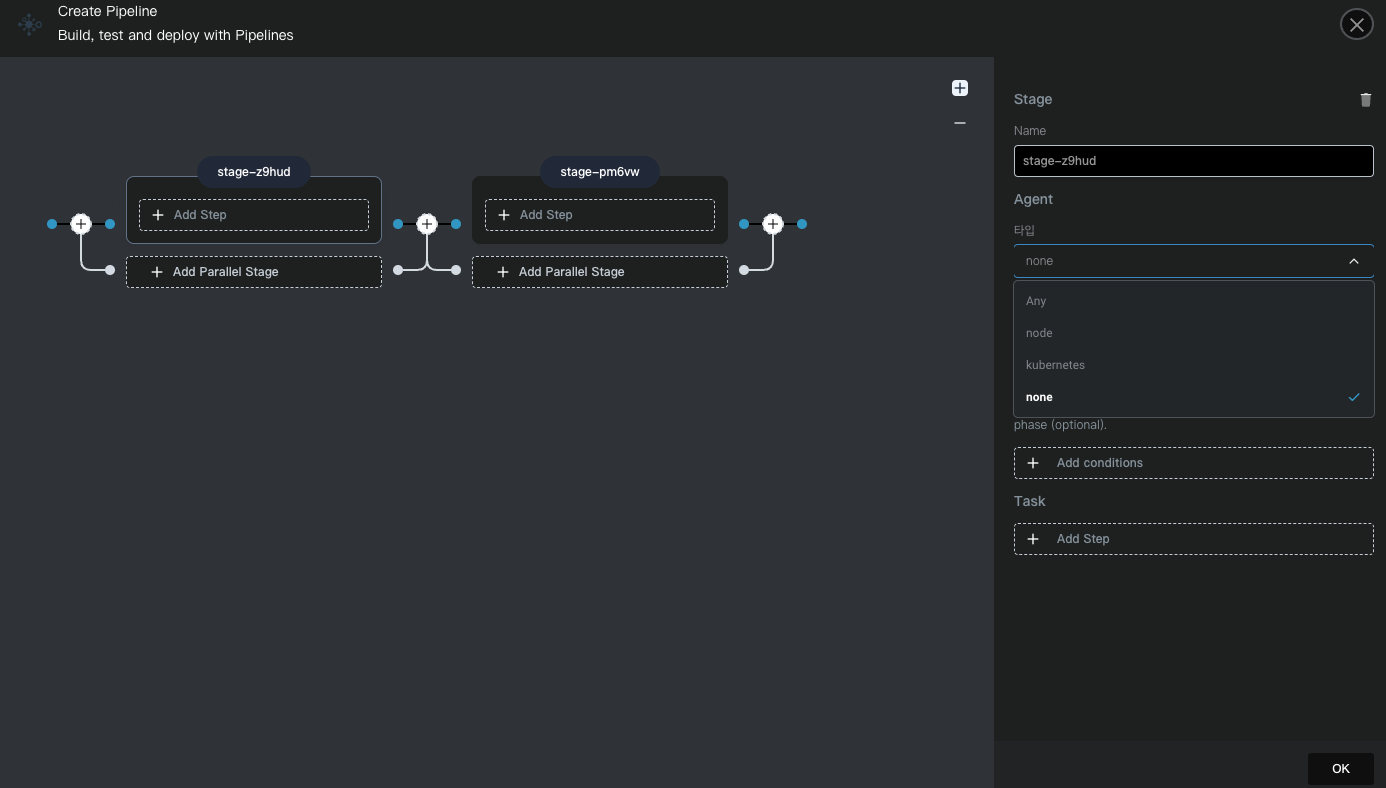 Create Pipeline
Build, test and deploy with Pipelines
stage-z9hud
Add Step
Add Parallel Stage
stage-pm6vw
Add Step
Add Parallel Stage
Stage
Name
stage-z9hud
Agent
타입
none
Any
node
kubernetes
none
phase (optional).
Add conditions
Task
Add Step
OK